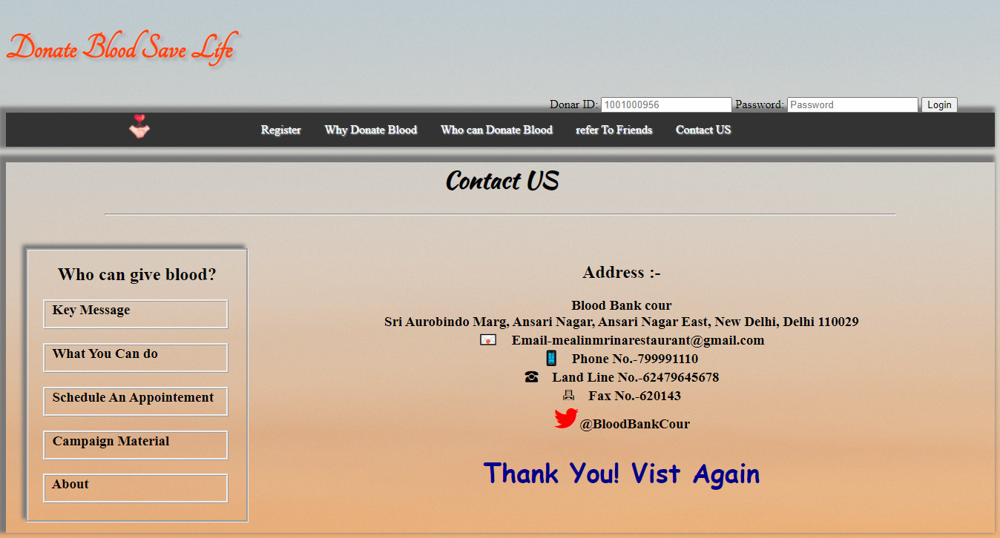 Donate Blood Save Life
Donar ID: 1001000956 Password: Password Login
Register Why Donate Blood Who can Donate Blood refer To Friends Contact US
Contact US
Who can give blood?
Key Message
What You Can do
Schedule An Appointement
Campaign Material
About
Address :-
Blood Bank cour
Sri Aurobindo Marg, Ansari Nagar, Ansari Nagar East, New Delhi, Delhi 110029
Email-mealinmrinarestaurant@gmail.com
Phone No.-799991110
Land Line No.-62479645678
Fax No.-620143
@BloodBankCour
Thank You! Vist Again